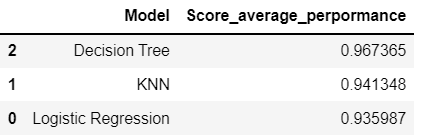 Model Score_average_perpormance
2 Decision Tree 0.967365
1 KNN 0.941348
0 Logistic Regression 0.935987